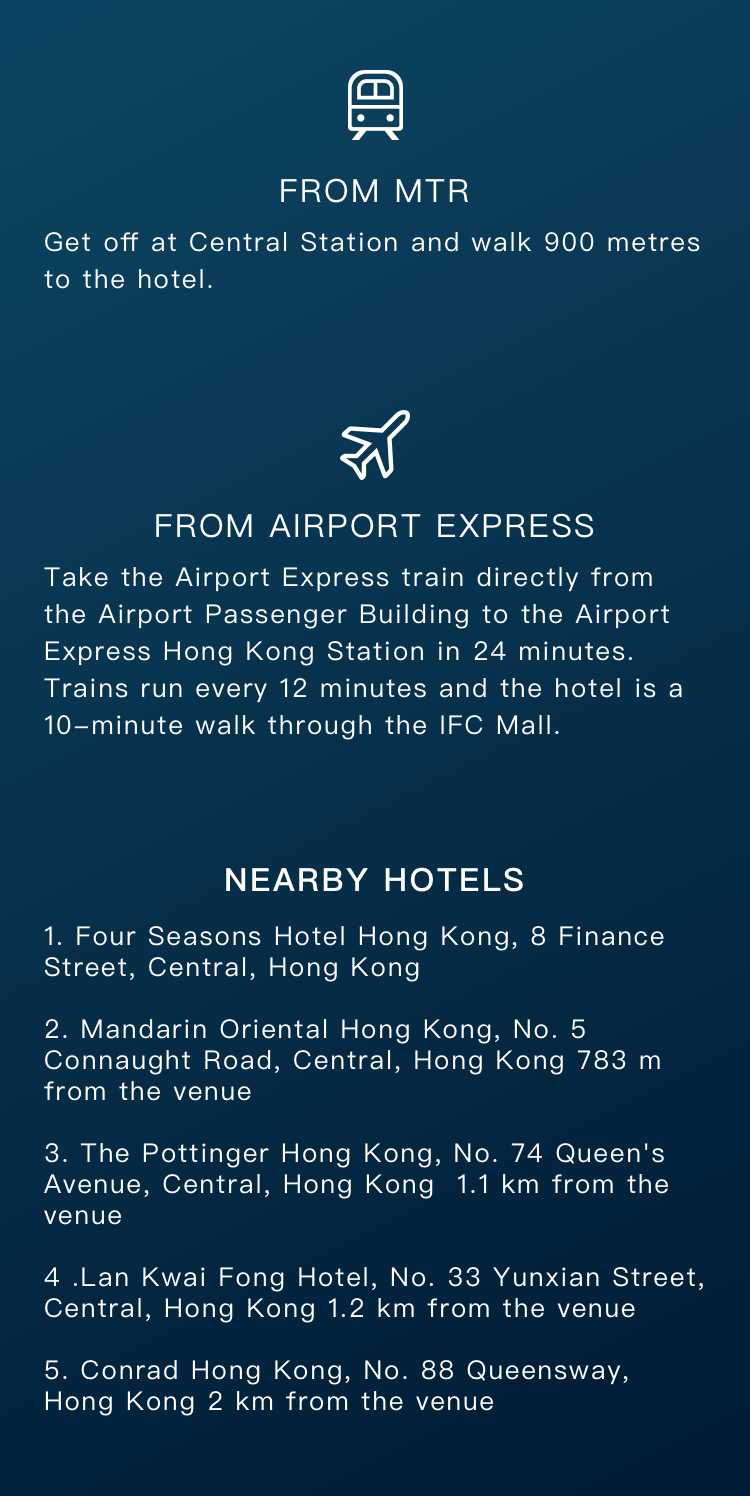 FROM MTR
Get off at Central Station and walk 900 metres
to the hotel.
FROM AIRPORT EXPRESS
Take the Airport Express train directly from
the Airport Passenger Building to the Airport
Express Hong Kong Station in 24 minutes.
Trains run every 12 minutes and the hotel is a
10–minute walk through the IFC Mall.
NEARBY HOTELS
1. Four Seasons Hotel Hong Kong, 8 Finance
Street, Central, Hong Kong
2. Mandarin Oriental Hong Kong, No. 5
Connaught Road, Central, Hong Kong 783 m
from the venue
3. The Pottinger Hong Kong, No. 74 Queen's
Avenue, Central, Hong Kong  1.1 km from the
venue
4 .Lan Kwai Fong Hotel, No. 33 Yunxian Street,
Central, Hong Kong 1.2 km from the venue
5. Conrad Hong Kong, No. 88 Queensway,
Hong Kong 2 km from the venue